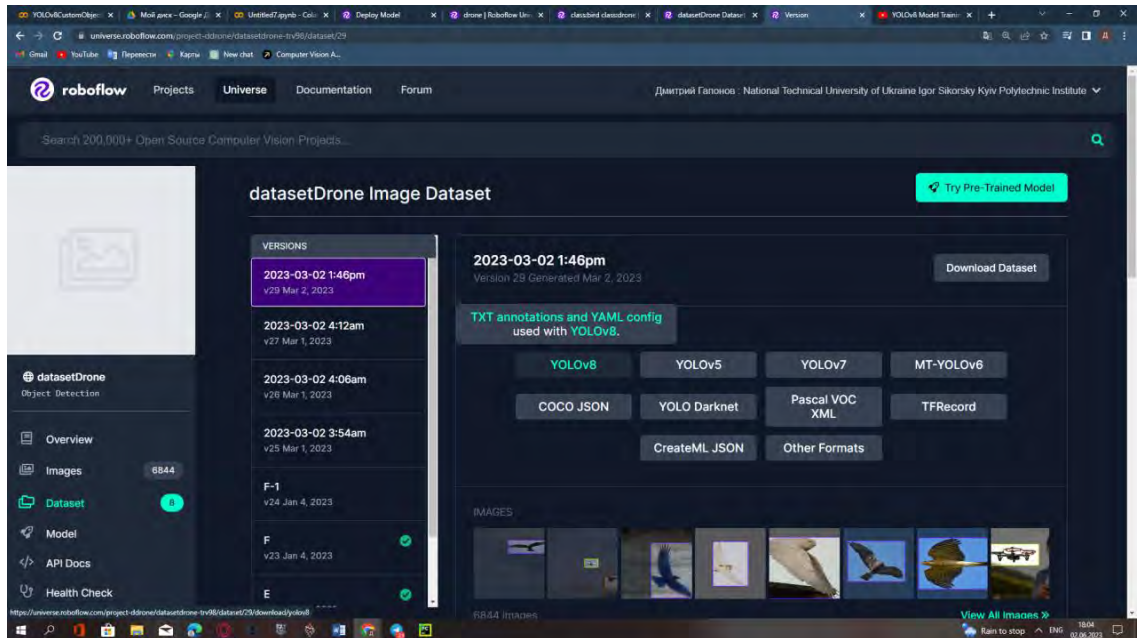 YOLOv8CustomObje
Мой диск – Google Д
Untitled7.ipynb - Cola
Deploy Model
drone | Roboflow Uni
datasetDrone Dataset
Version
YOLOv8 Model Trainin
universe.roboflow.com/project-ddrone/datasetdrone-trv98/dataset/29
Gmail
YouTube
Перевести
Карты
New chat
Computer Vision A...
roboflow
Projects
Universe
Documentation
Forum
Дмитрий Гапонов : National Technical University of Ukraine Igor Sikorsky Kyiv Polytechnic Institute
Search 200,000+ Open Source Computer Vision Projects...
datasetDrone Image Dataset
Try Pre-Trained Model
VERSIONS
2023-03-02 1:46pm
v29 Mar 2, 2023
2023-03-02 4:12am
v27 Mar 1, 2023
2023-03-02 4:06am
v26 Mar 1, 2023
2023-03-02 3:54am
v25 Mar 1, 2023
F-1
v24 Jan 4, 2023
F
v23 Jan 4, 2023
E
2023-03-02 1:46pm
Version 29 Generated Mar 2, 2023
Download Dataset
TXT annotations and YAML config
used with YOLOv8.
YOLOv8
YOLOv5
YOLOv7
MT-YOLOv6
COCO JSON
YOLO Darknet
Pascal VOC
XML
TFRecord
CreateML JSON
Other Formats
IMAGES
6844 images
View All Images »
datasetDrone
Object Detection
Overview
Images
6844
Dataset
8
Model
API Docs
Health Check
https://universe.roboflow.com/project-ddrone/datasetdrone-trv98/dataset/29/download/yolov8
Rain to stop
ENG
18:04
02.06.2023